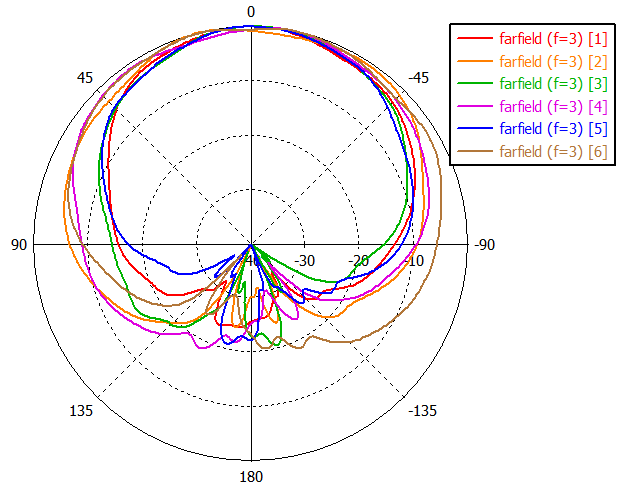 0
farfield (f=3) [1]
farfield (f=3) [2]
farfield (f=3) [3]
farfield (f=3) [4]
farfield (f=3) [5]
farfield (f=3) [6]
45
-45
90
-90
-40
-30
-20
-10
135
-135
180